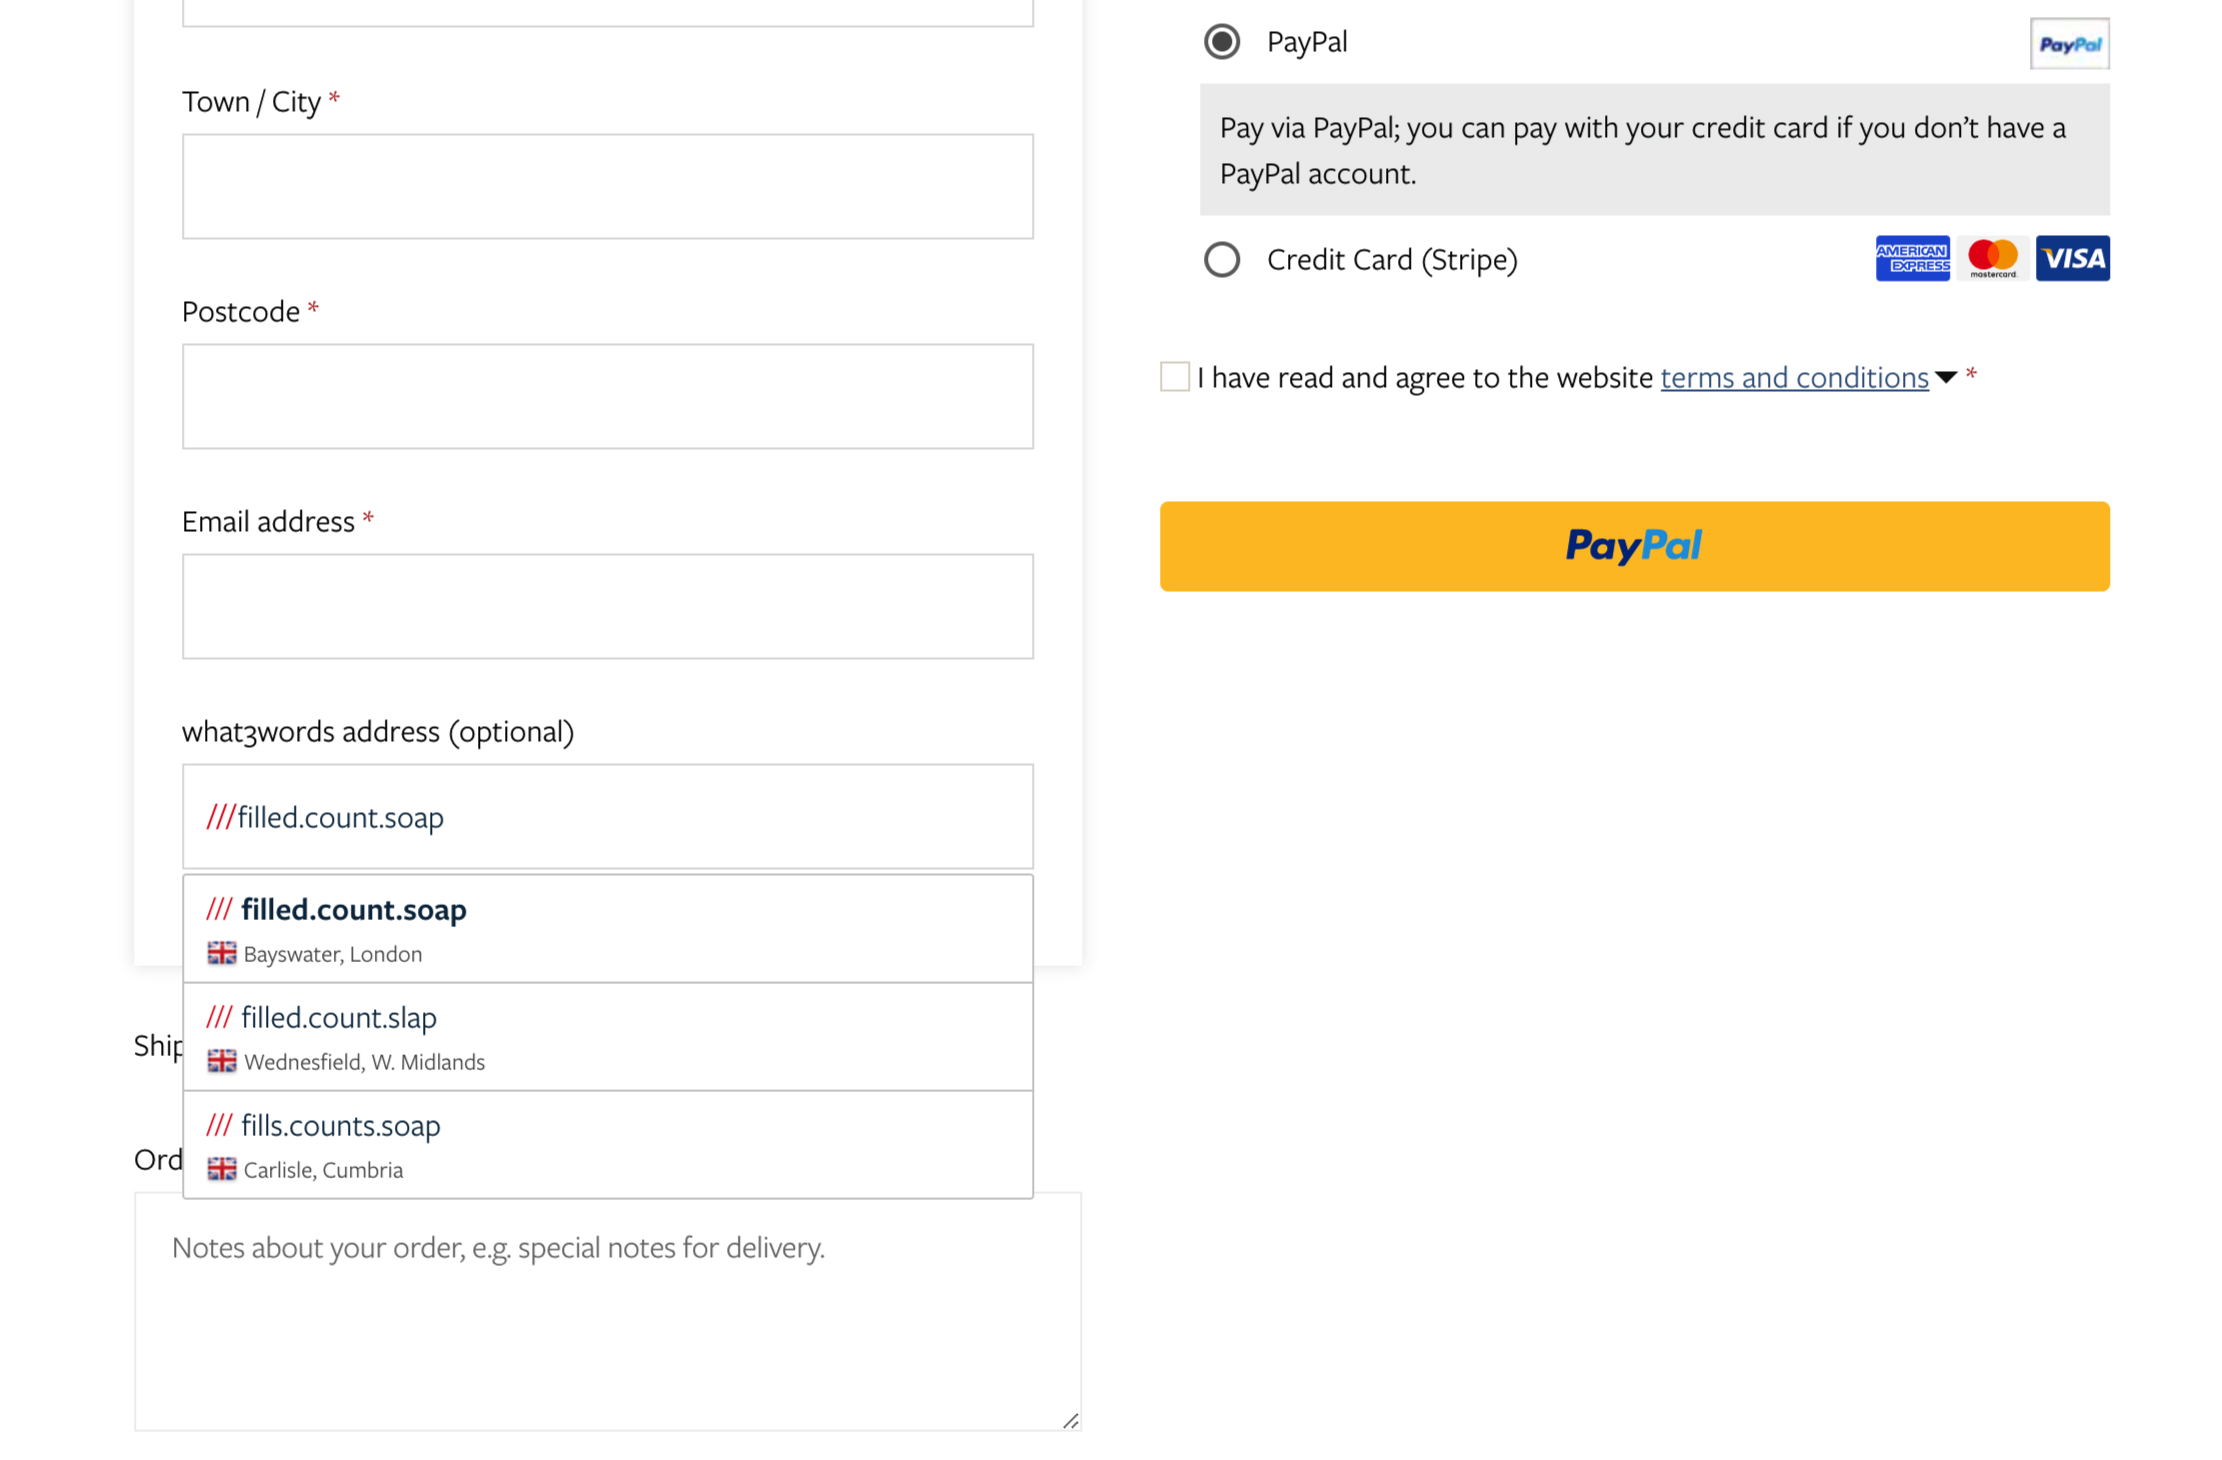 Town / City *
Postcode *
Email address *
what3words address (optional)
///filled.count.soap
/// filled.count.soap
Bayswater, London
/// filled.count.slap
Wednesfield, W. Midlands
/// fills.counts.soap
Carlisle, Cumbria
Ship
Ord
Notes about your order, e.g. special notes for delivery.
PayPal
PayPal
Pay via PayPal; you can pay with your credit card if you don’t have a
PayPal account.
Credit Card (Stripe)
AMERICAN
EXPRESS
mastercard.
VISA
I have read and agree to the website terms and conditions *
PayPal